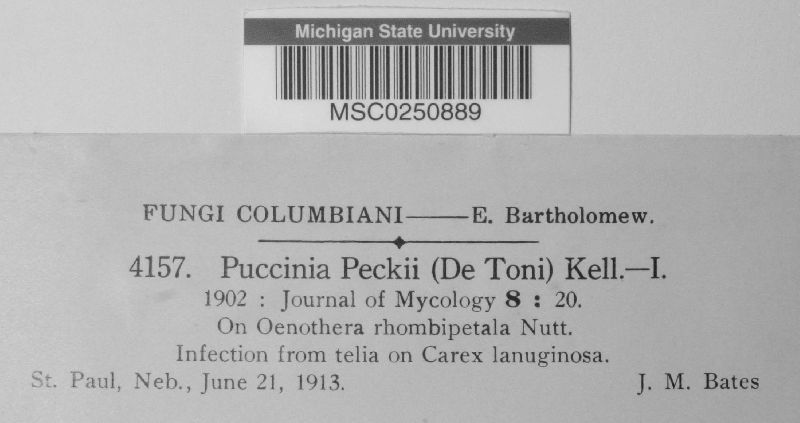 Michigan State University
MSC0250889
FUNGI COLUMBIANI——E. Bartholomew.
4157. Puccinia Peckii (De Toni) Kell.—I.
1902 : Journal of Mycology 8 : 20.
On Oenothera rhombipetala Nutt.
Infection from telia on Carex lanuginosa.
St. Paul, Neb., June 21, 1913. J. M. Bates